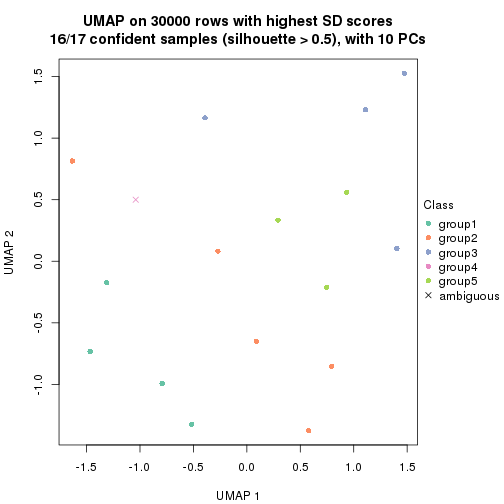 UMAP on 30000 rows with highest SD scores
16/17 confident samples (silhouette > 0.5), with 10 PCs
1.5
1.0
0.5
0.0
-0.5
-1.0
UMAP 2
-1.5
-1.0
-0.5
0.0
0.5
1.0
1.5
UMAP 1
Class
group1
group2
group3
group4
group5
ambiguous